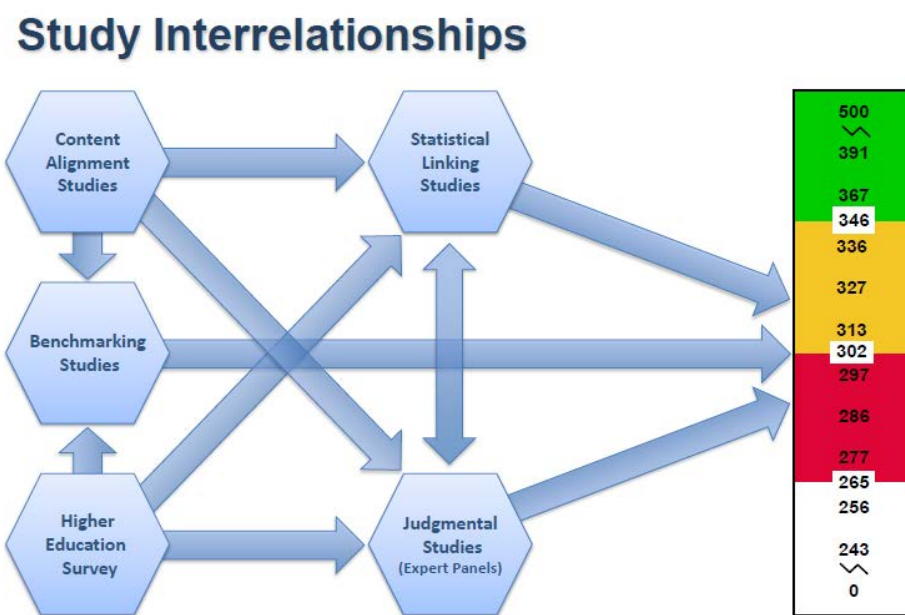 Study Interrelationships
Content
Alignment
Studies
Statistical
Linking
Studies
Benchmarking
Studies
Higher
Education
Survey
Judgmental
Studies
(Expert Panels)
500
391
367
346
336
327
313
302
297
286
277
265
256
243
0